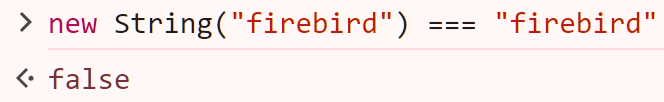 > new String("firebird") === "firebird"
false